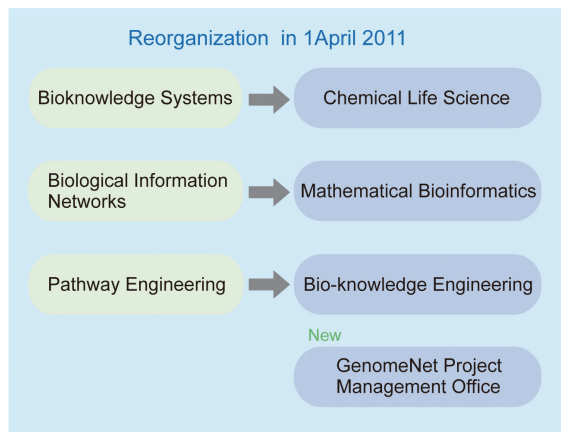 Reorganization in 1April 2011
Bioknowledge Systems
Chemical Life Science
Biological Information
Networks
Mathematical Bioinformatics
Pathway Engineering
Bio-knowledge Engineering
New
GenomeNet Project
Management Office